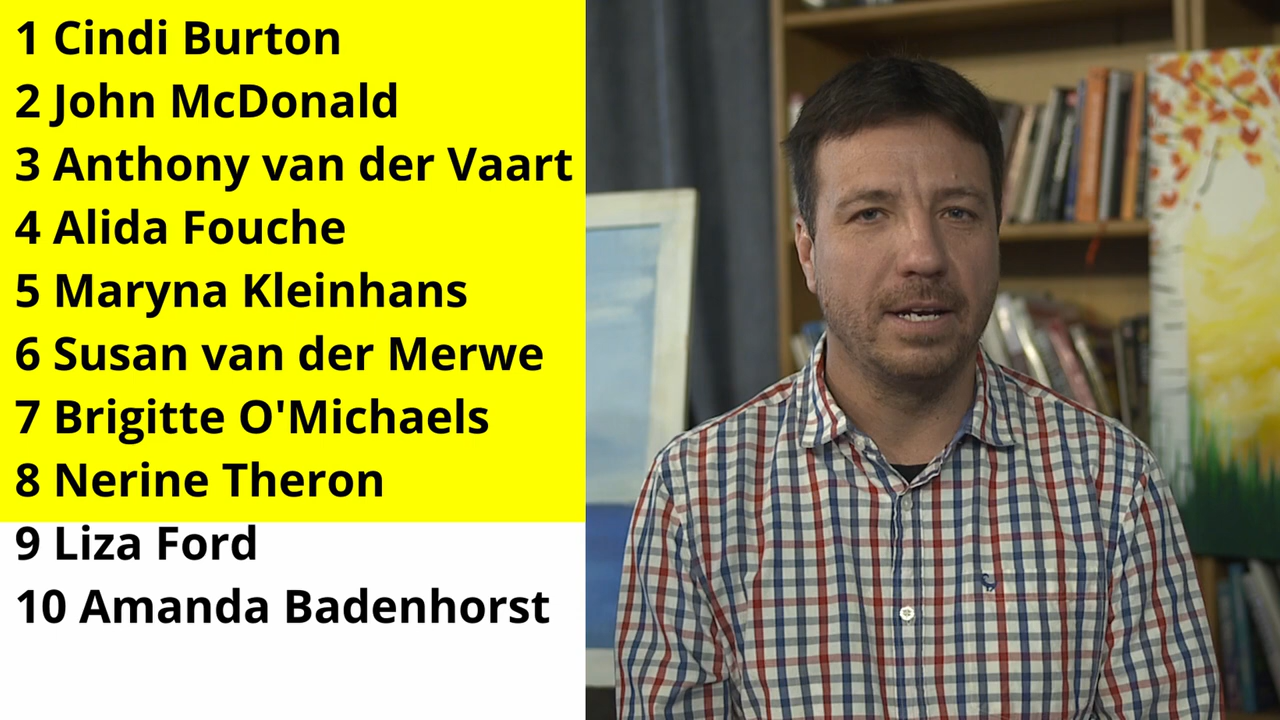 1 Cindi Burton
2 John McDonald
3 Anthony van der Vaart
4 Alida Fouche
5 Maryna Kleinhans
6 Susan van der Merwe
7 Brigitte O'Michaels
8 Nerine Theron
9 Liza Ford
10 Amanda Badenhorst